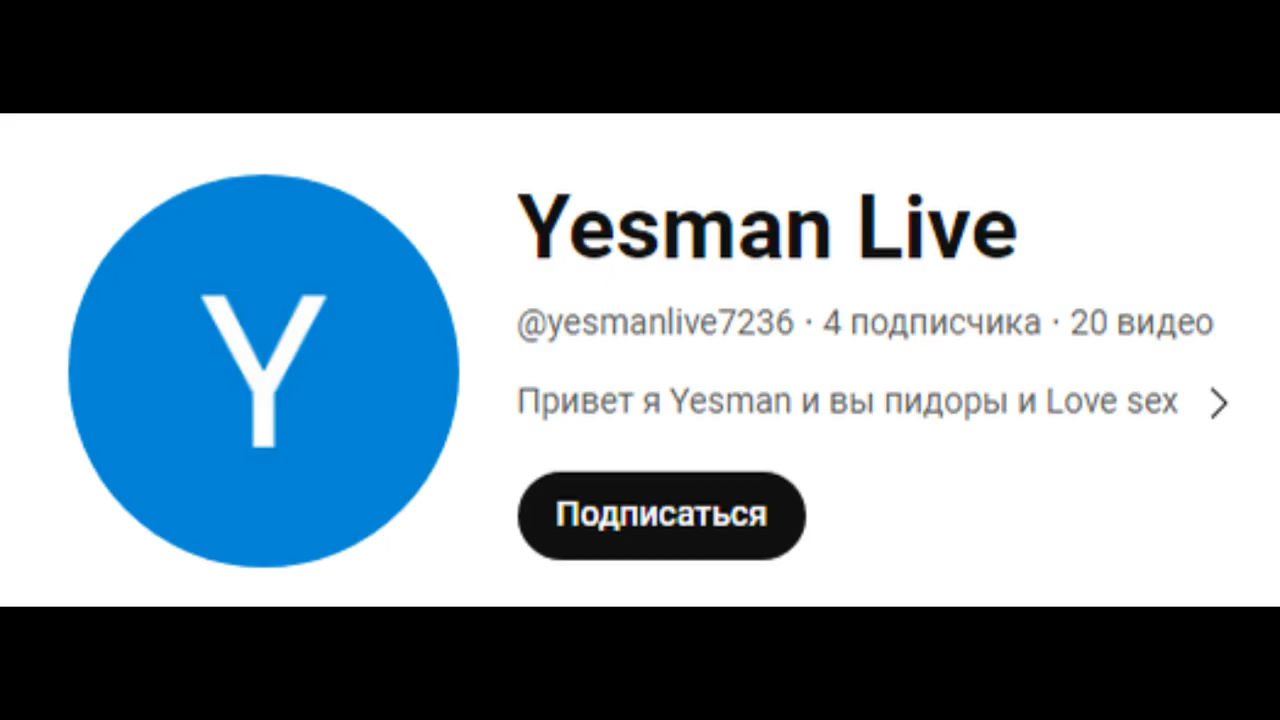 Y
Yesman Live
@yesmanlive7236 · 4 подписчика · 20 видео
Привет я Yesman и вы пидоры и Love sex
Подписаться